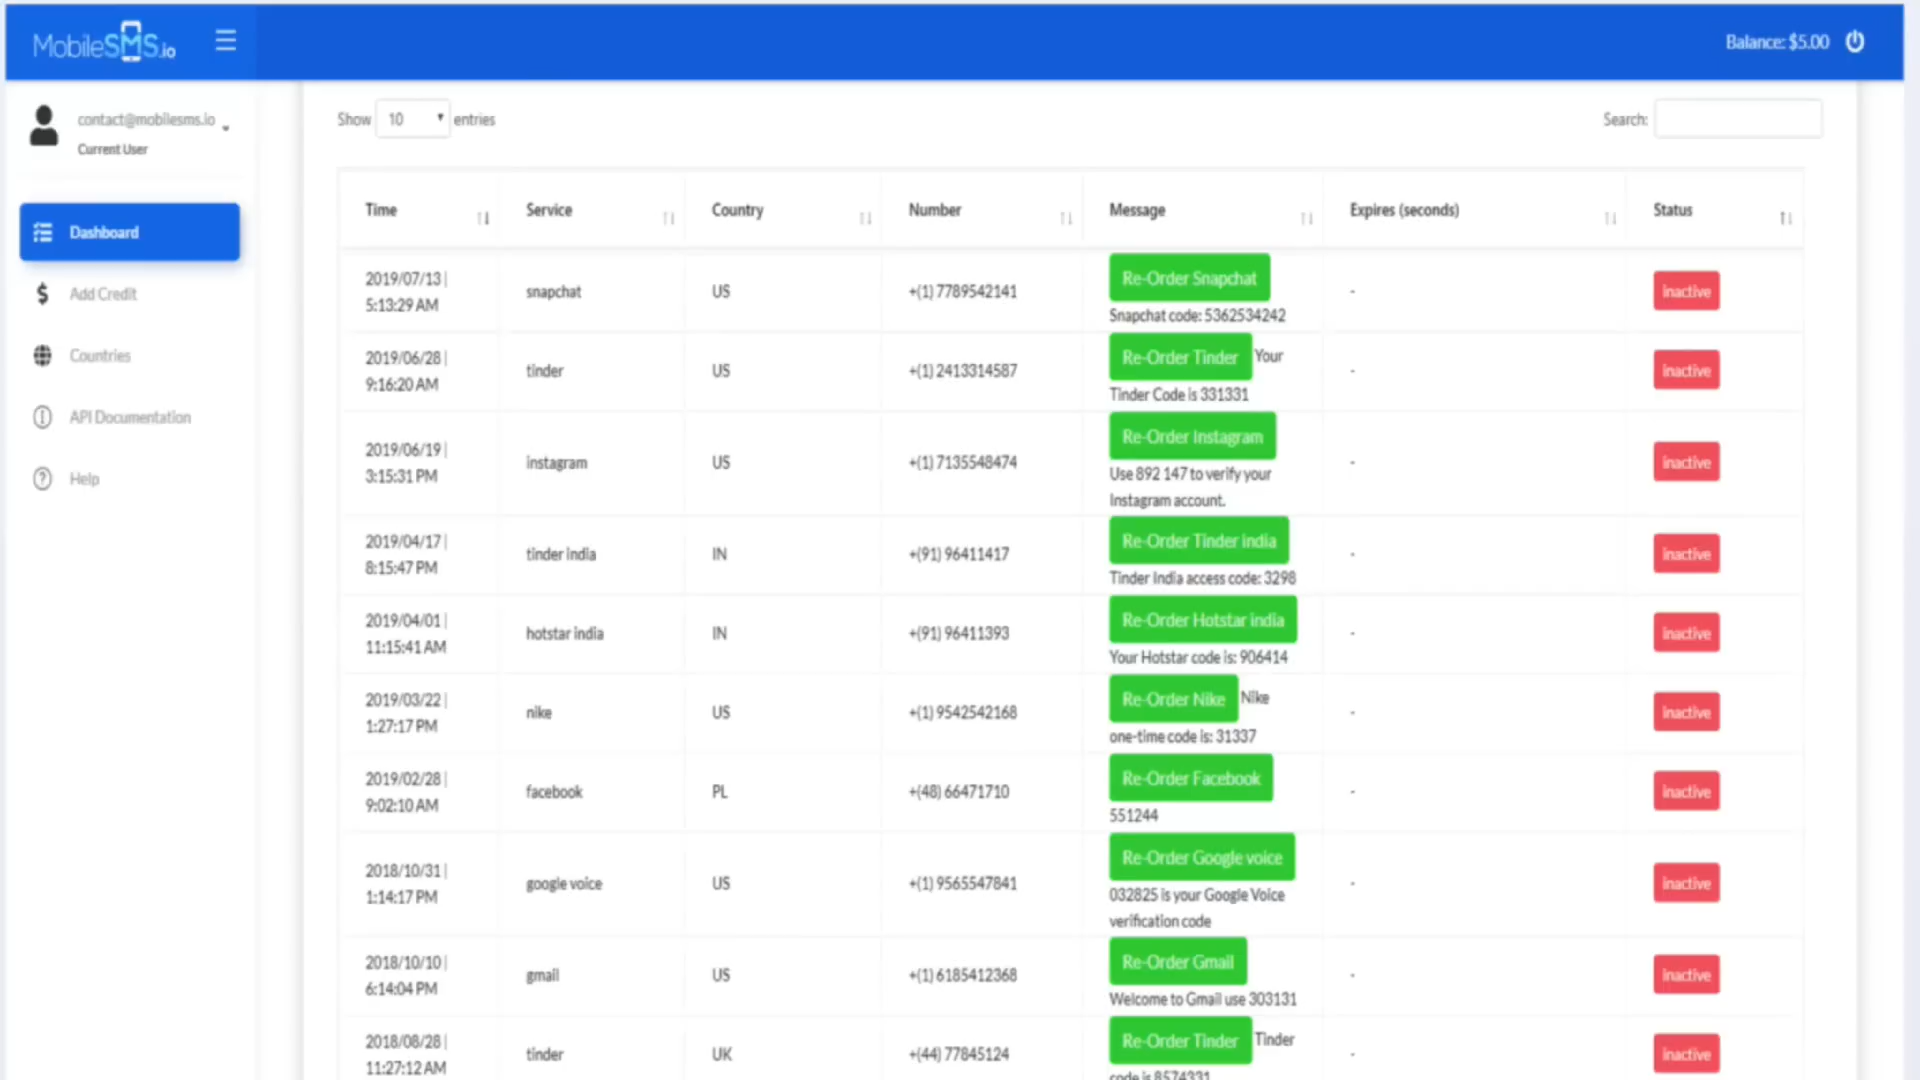 MobileSMS.io
Balance: $5.00
contact@mobilesms.io
Current User
Dashboard
Add Credit
Countries
API Documentation
Help
Show 10 entries
Search:
Time Service Country Number Message Expires (seconds) Status
2019/07/13 |
5:13:29 AM
snapchat
US
+(1) 7789542141
Re-Order Snapchat
Snapchat code: 5362534242
-
inactive
2019/06/28 |
9:16:20 AM
tinder
US
+(1) 2413314587
Re-Order Tinder Your
Tinder Code is 331331
-
inactive
2019/06/19 |
3:15:31 PM
instagram
US
+(1) 7135548474
Re-Order Instagram
Use 892 147 to verify your
Instagram account.
-
inactive
2019/04/17 |
8:15:47 PM
tinder india
IN
+(91) 96411417
Re-Order Tinder india
Tinder India access code: 3298
-
inactive
2019/04/01 |
11:15:41 AM
hotstar india
IN
+(91) 96411393
Re-Order Hotstar india
Your Hotstar code is: 906414
-
inactive
2019/03/22 |
1:27:17 PM
nike
US
+(1) 9542542168
Re-Order Nike Nike
one-time code is: 31337
-
inactive
2019/02/28 |
9:02:10 AM
facebook
PL
+(48) 66471710
Re-Order Facebook
551244
-
inactive
2018/10/31 |
1:14:17 PM
google voice
US
+(1) 9565547841
Re-Order Google voice
032825 is your Google Voice
verification code
-
inactive
2018/10/10 |
6:14:04 PM
gmail
US
+(1) 6185412368
Re-Order Gmail
Welcome to Gmail use 303131
-
inactive
2018/08/28 |
11:27:12 AM
tinder
UK
+(44) 77845124
Re-Order Tinder Tinder
code is 8574331
-
inactive